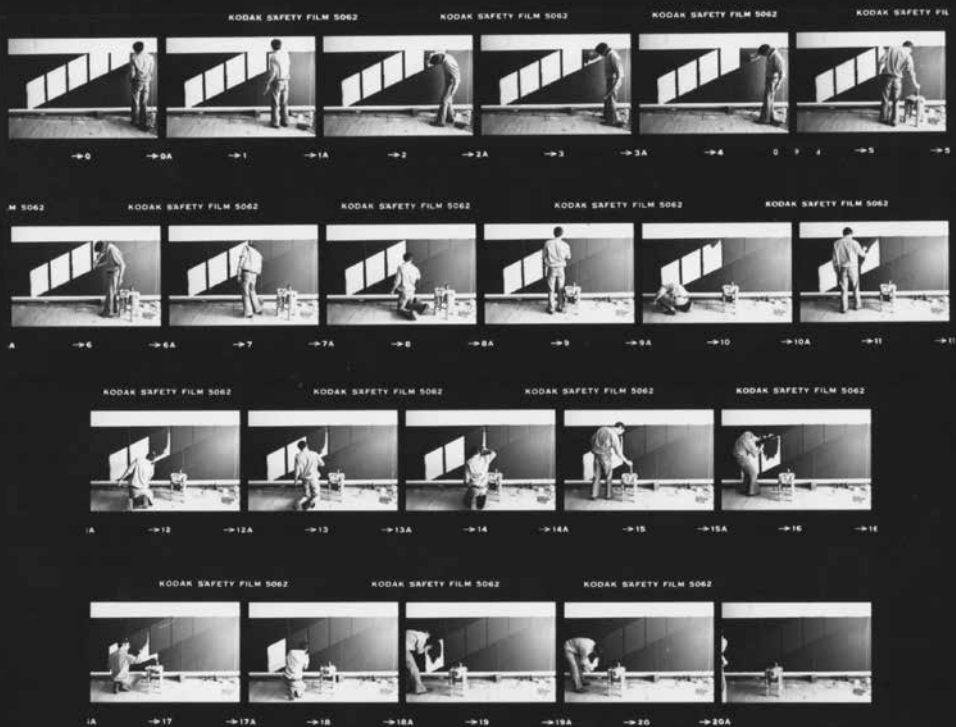 KODAK SAFETY FILM 5062 KODAK SAFETY FILM 5062 KODAK SAFETY FILM 5062 KODAK SAFETY FIL
→0 →0A →1 →1A →2 →2A →3 →3A →4 →5 →5
M 5062 KODAK SAFETY FILM 5062 KODAK SAFETY FILM 5062 KODAK SAFETY FILM 5062 KODAK SAFETY FILM 5062
A →6 →6A →7 →7A →8 →8A →9 →9A →10 →10A →11 →11
KODAK SAFETY FILM 5062 KODAK SAFETY FILM 5062 KODAK SAFETY FILM 5062 KODAK SAFETY FILM 5062
1A →12 →12A →13 →13A →14 →14A →15 →15A →16 →16
KODAK SAFETY FILM 5062 KODAK SAFETY FILM 5062 KODAK SAFETY FILM 5062
→17 →17A →18 →18A →19 →19A →20 →20A